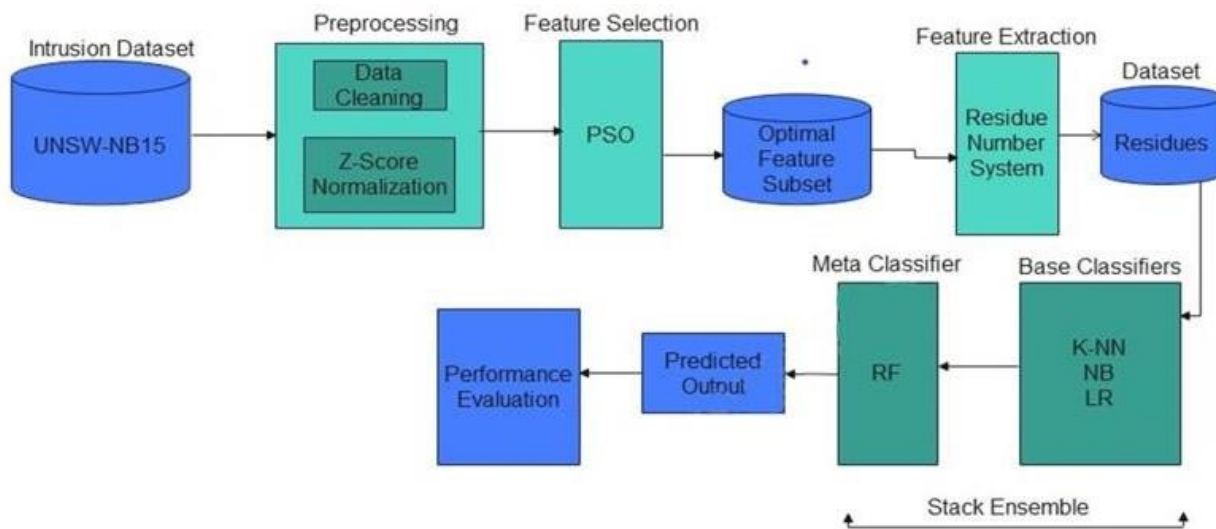 Intrusion Dataset
UNSW-NB15
Preprocessing
Data
Cleaning
Z-Score
Normalization
Feature Selection
PSO
Optimal
Feature
Subset
Feature Extraction
Residue
Number
System
Dataset
Residues
Base Classifiers
K-NN
NB
LR
Meta Classifier
RF
Predicted
Output
Performance
Evaluation
Stack Ensemble